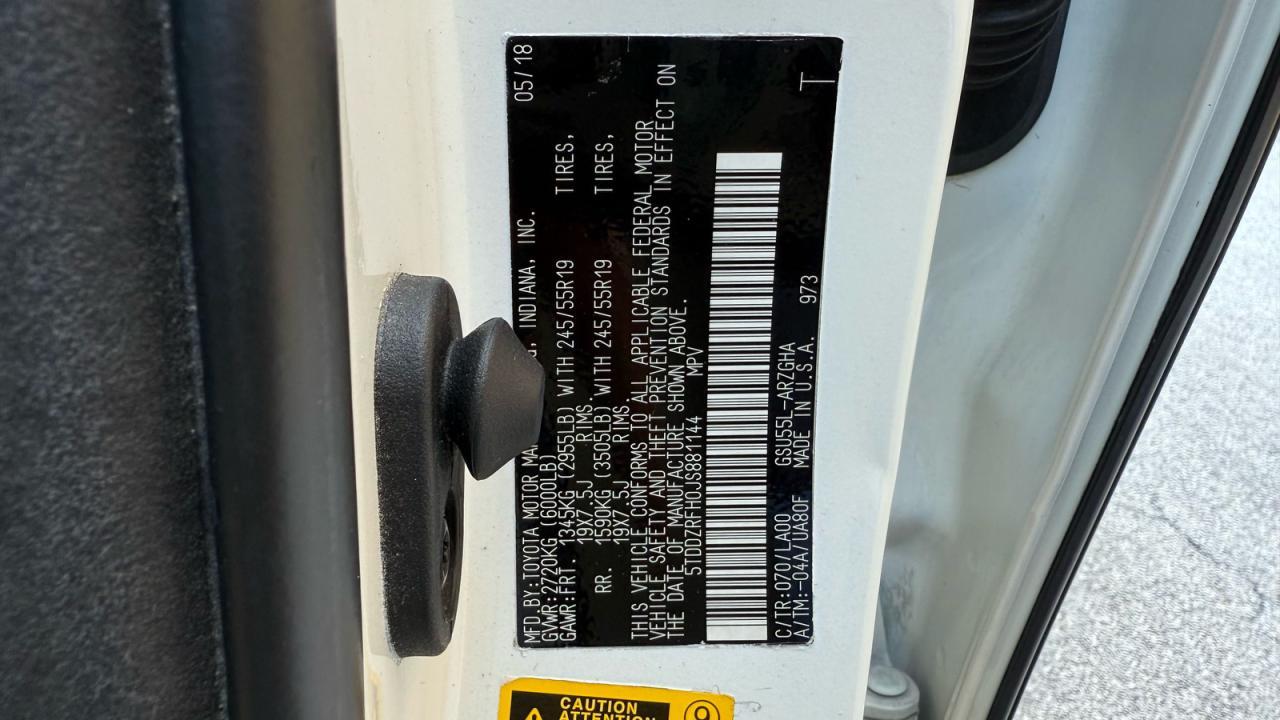 MFD.BY:TOYOTA MOTOR INDIANA, INC. 05/18
GVWR:2720KG (6000LB)
GAWR:FRT. 1345KG (2955LB) WITH 245/55R19 TIRES,
19X7.5J RIMS.
RR. 1590KG (3505LB) WITH 245/55R19 TIRES,
19X7.5J RIMS.
THIS VEHICLE CONFORMS TO ALL APPLICABLE FEDERAL MOTOR
VEHICLE SAFETY AND THEFT PREVENTION STANDARDS IN EFFECT ON
THE DATE OF MANUFACTURE SHOWN ABOVE.
5TDDZRFH0JS881144 MPV
C/TR:070/LA00 GSU55L-ARZGHA
A/TM:-04A/UA80F MADE IN U.S.A. 973 T
CAUTION
ATTENTION
9